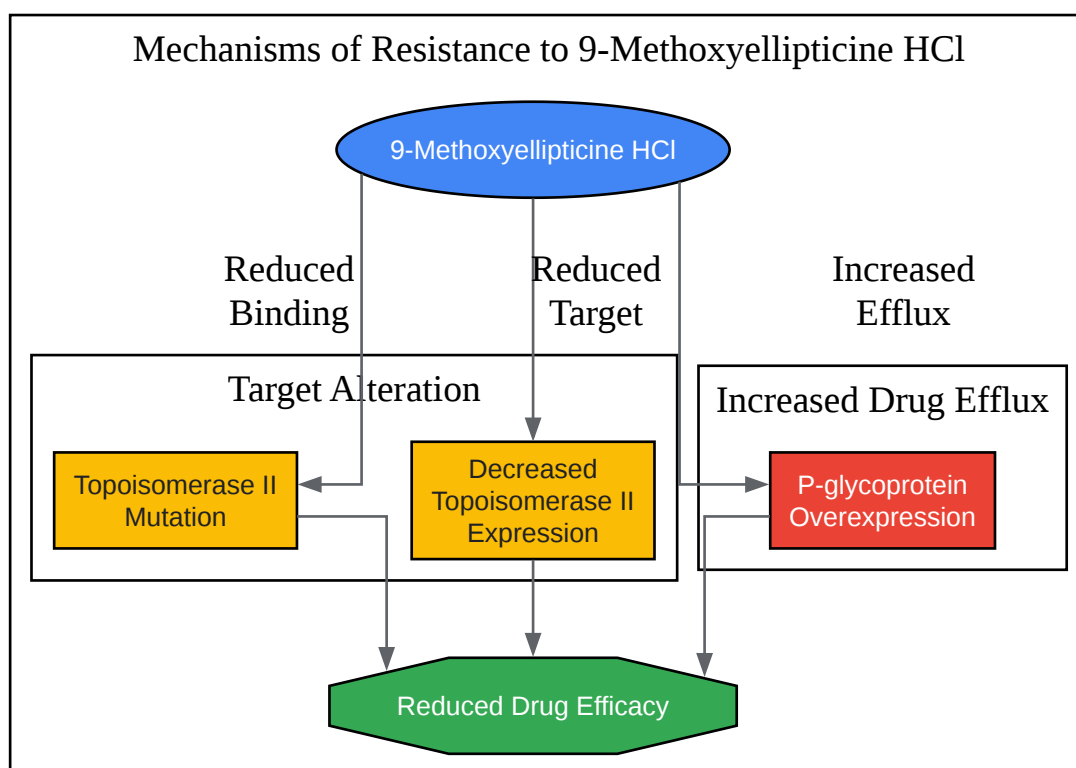 Mechanisms of Resistance to 9-Methoxyellipticine HCl
9-Methoxyellipticine HCl
Reduced
Binding
Reduced
Target
Increased
Efflux
Target Alteration
Increased Drug Efflux
Topoisomerase II
Mutation
Decreased
Topoisomerase II
Expression
P-glycoprotein
Overexpression
Reduced Drug Efficacy